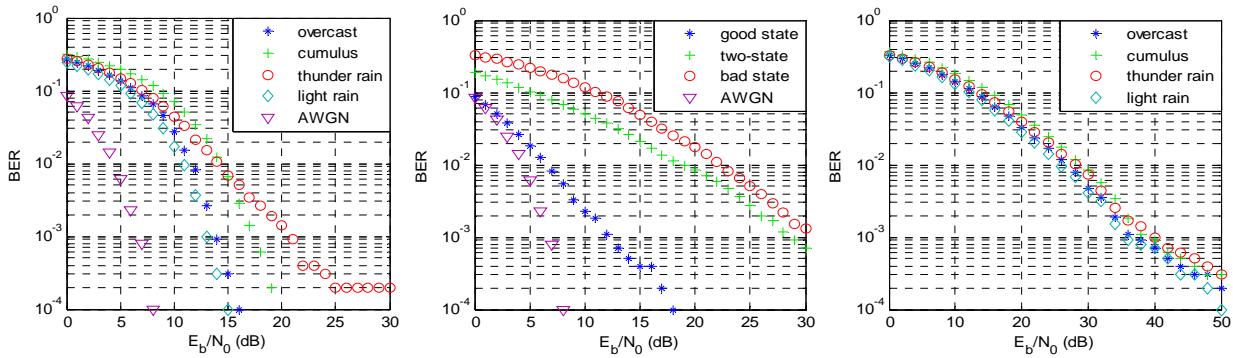 10^0
10^-1
10^-2
10^-3
10^-4
BER
0 5 10 15 20 25 30
E_b/N_0 (dB)
overcast
cumulus
thunder rain
light rain
AWGN
10^0
10^-1
10^-2
10^-3
10^-4
BER
0 5 10 15 20 25 30
E_b/N_0 (dB)
good state
two-state
bad state
AWGN
10^0
10^-1
10^-2
10^-3
10^-4
BER
0 10 20 30 40 50
E_b/N_0 (dB)
overcast
cumulus
thunder rain
light rain